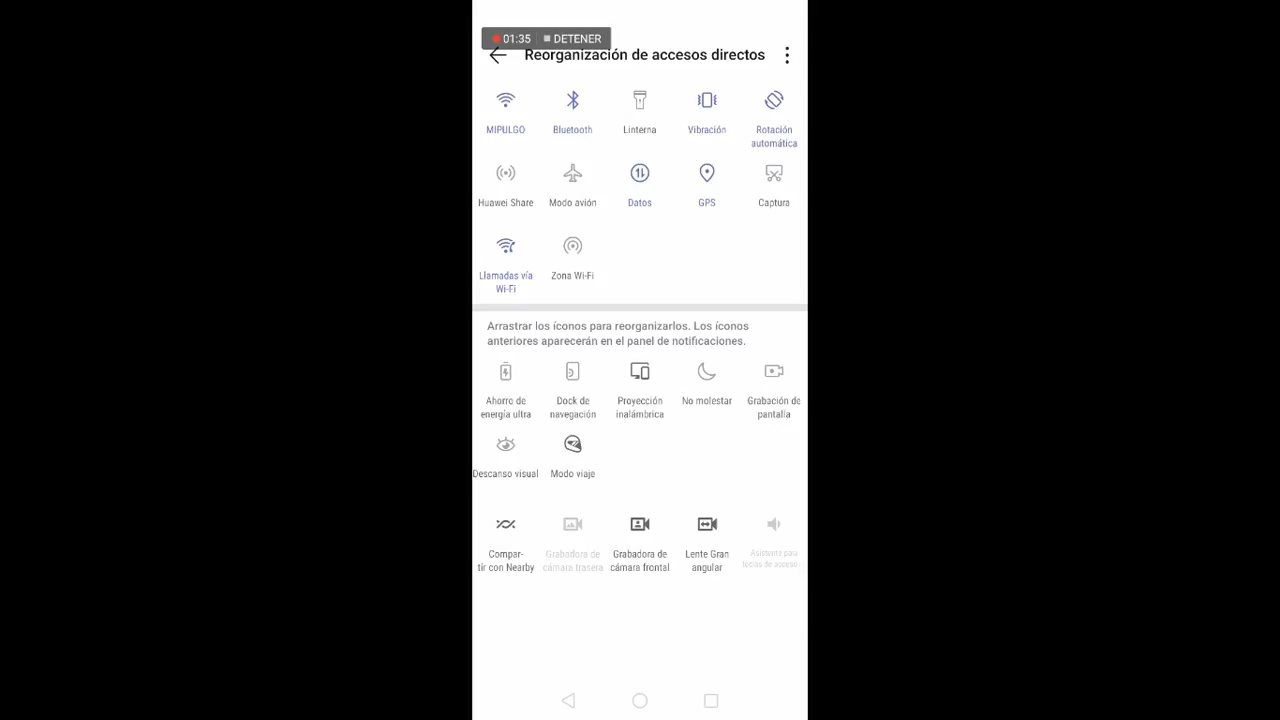 01:35 DETENER
Reorganización de accesos directos
MIPULGO Bluetooth Linterna Vibración Rotación
automática
Huawei Share Modo avión Datos GPS Captura
Llamadas vía Zona Wi-Fi
Wi-Fi
Arrastrar los íconos para reorganizarlos. Los íconos
anteriores aparecerán en el panel de notificaciones.
Ahorro de Dock de Proyección No molestar Grabación de
energía ultra navegación inalámbrica pantalla
Descanso visual Modo viaje
Compar- Grabadora de Grabadora de Lente Gran Asistente para
tir con Nearby cámara trasera cámara frontal angular